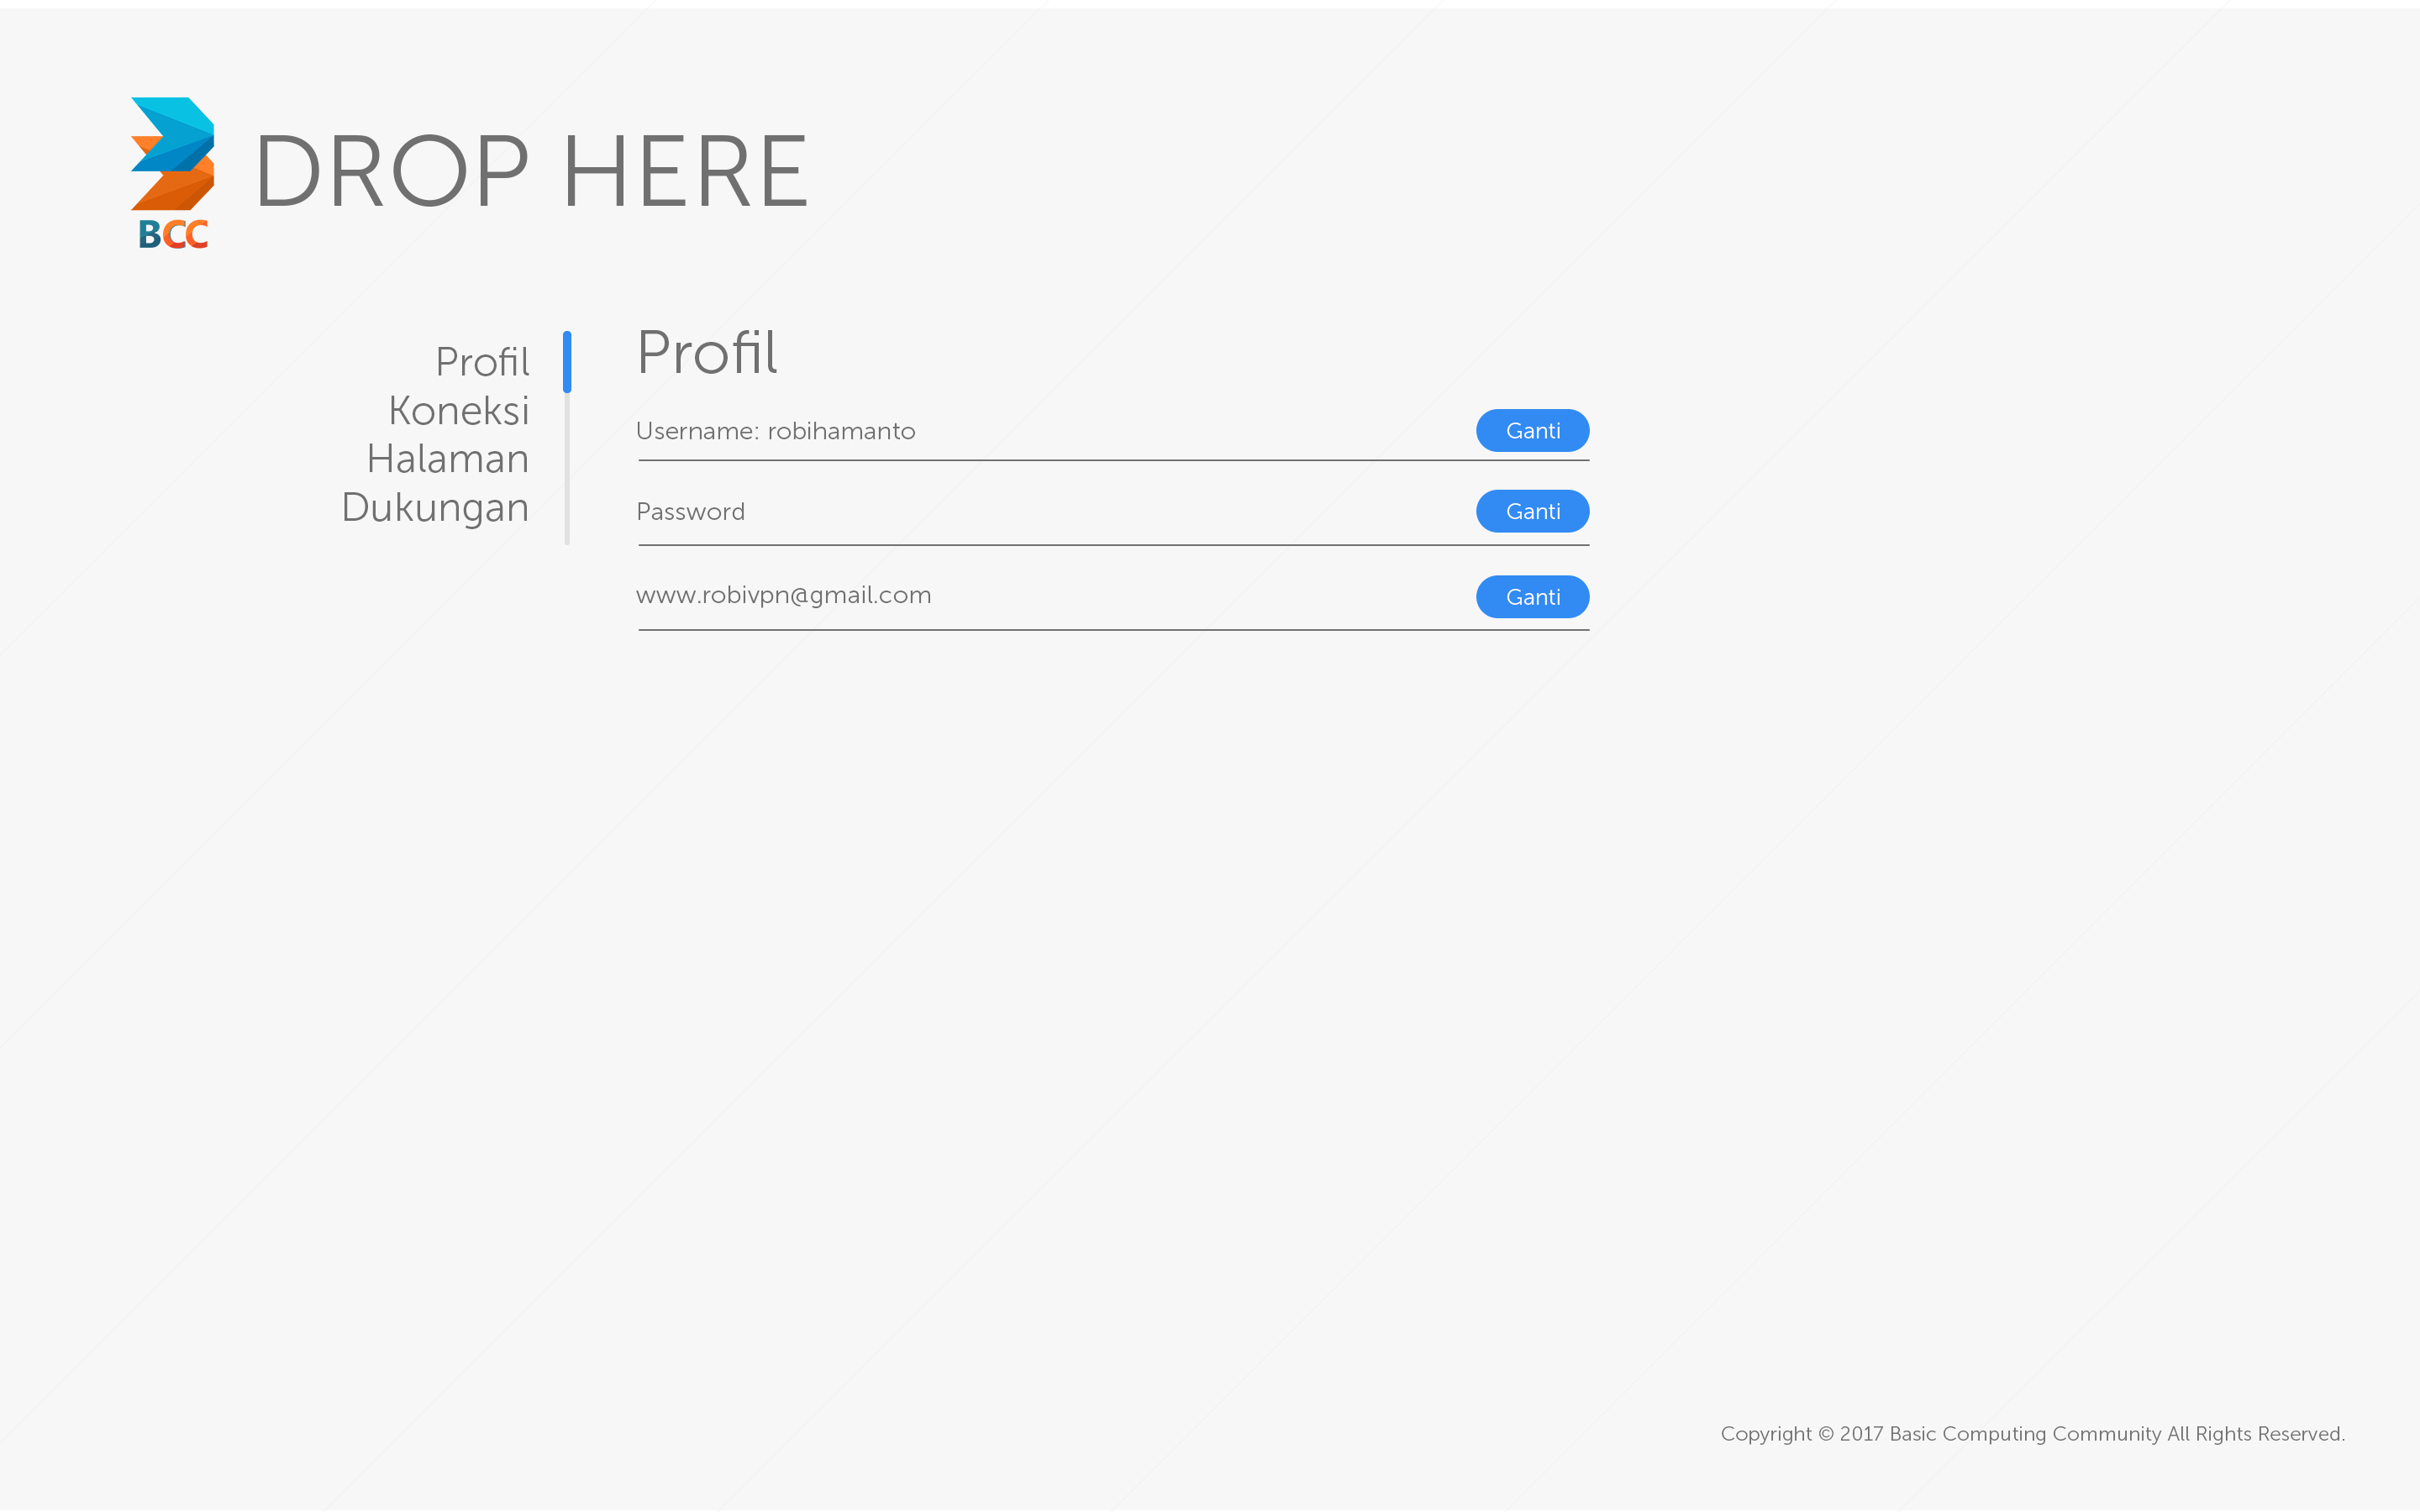 DROP HERE
BCC
Profil
Koneksi
Halaman
Dukungan
Profil
Username: robihamanto
Ganti
Password
Ganti
www.robivpn@gmail.com
Ganti
Copyright © 2017 Basic Computing Community All Rights Reserved.